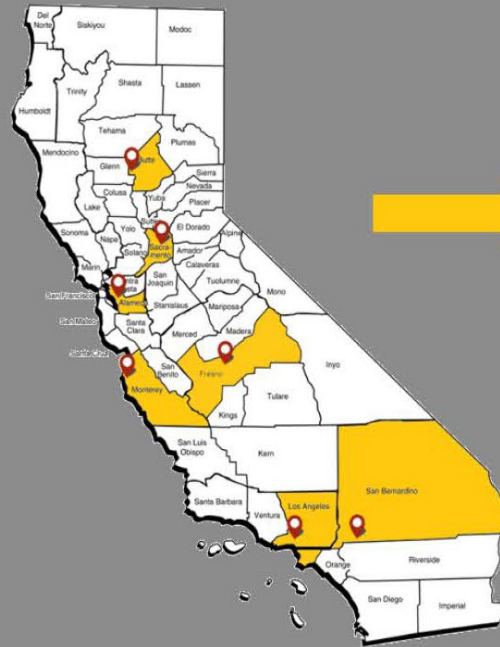 Del
Norte
Siskiyou
Modoc
Humboldt
Trinity
Shasta
Lassen
Tehama
Plumas
Mendocino
Glenn
Butte
Sierra
Nevada
Colusa
Yuba
Placer
Lake
Sutter
Yolo
El Dorado
Alpine
Sonoma
Napa
Sacra-
mento
Amador
Solano
Calaveras
Marin
San
Joaquin
Tuolumne
Mono
San Francisco
Alameda
Stanislaus
Mariposa
San Mateo
Santa
Clara
Merced
Madera
Santa Cruz
San
Benito
Fresno
Inyo
Monterey
Tulare
Kings
San Luis
Obispo
Kern
Santa Barbara
Ventura
Los Angeles
San Bernardino
Orange
Riverside
San Diego
Imperial